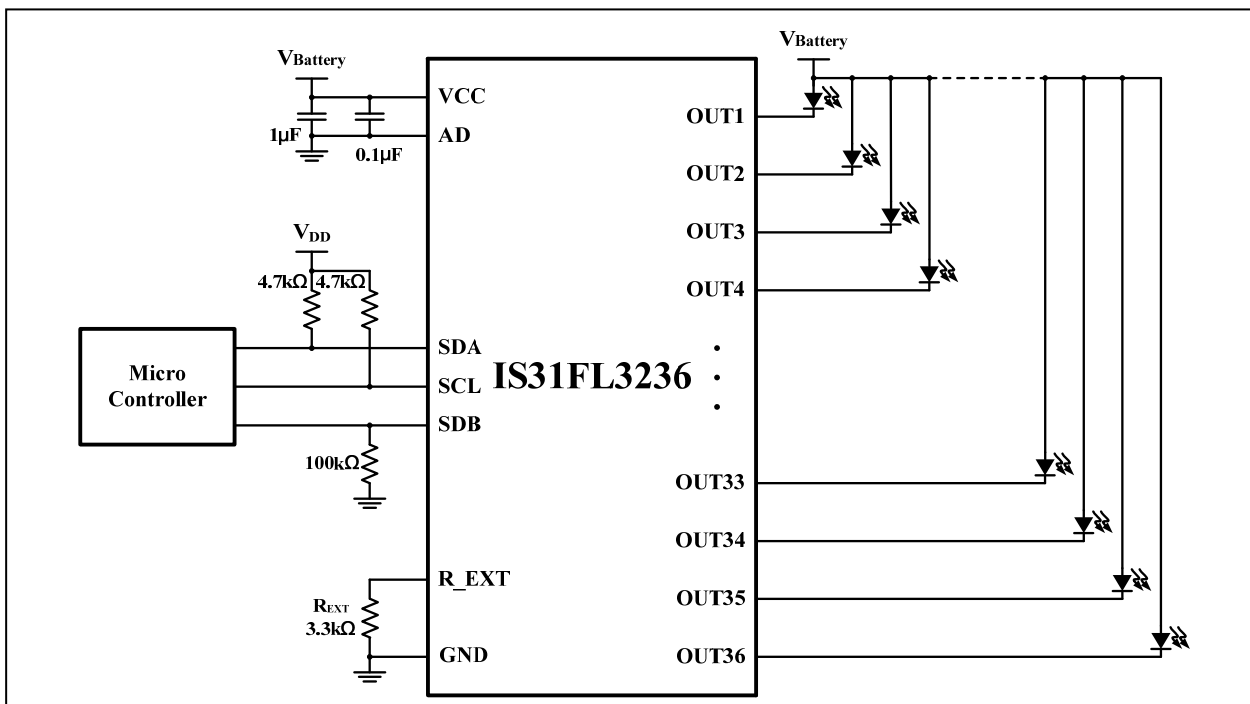 VBattery
VCC
1µF
0.1µF
AD
VDD
4.7kΩ 4.7kΩ
Micro
Controller
SDA
SCL
SDB
100kΩ
R_EXT
REXT
3.3kΩ
GND
IS31FL3236
VBattery
OUT1
OUT2
OUT3
OUT4
OUT33
OUT34
OUT35
OUT36